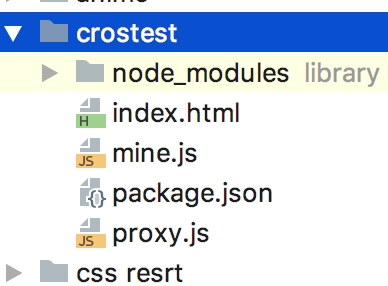 crostest
node_modules library
index.html
mine.js
package.json
proxy.js
css resrt